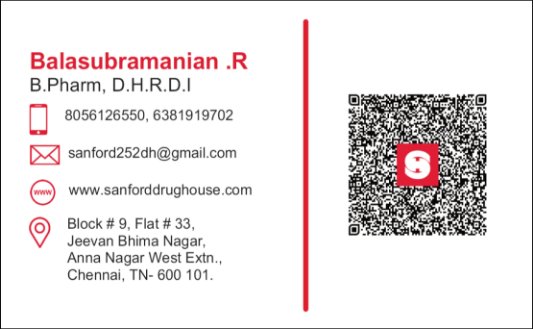 Balasubramanian .R
B.Pharm, D.H.R.D.I
8056126550, 6381919702
sanford252dh@gmail.com
www
www.sanforddrughouse.com
Block # 9, Flat # 33,
Jeevan Bhima Nagar,
Anna Nagar West Extn.,
Chennai, TN- 600 101.
S